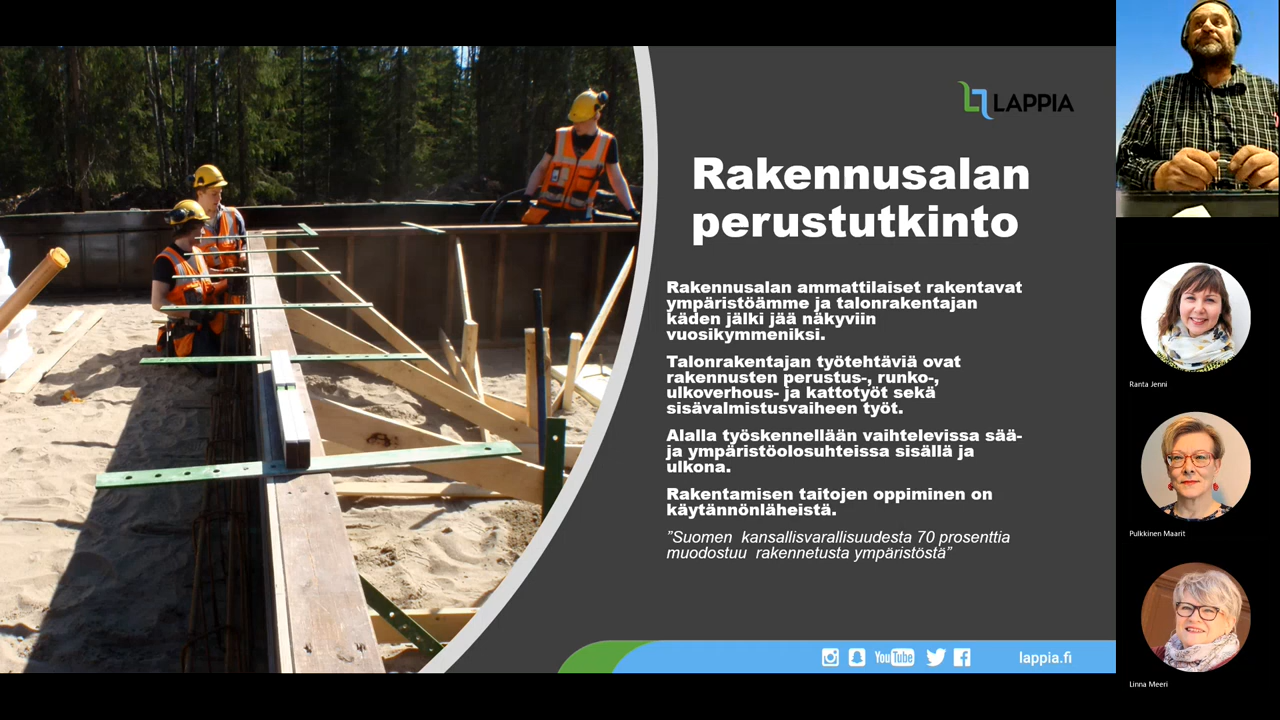 LAPPIA
Rakennusalan
perustutkinto
Rakennusalan ammattilaiset rakentavat
ympäristöämme ja talonrakentajan
käden jälki jää näkyviin
vuosikymmeniksi.
Talonrakentajan työtehtäviä ovat
rakennusten perustus-, runko-,
ulkoverhous- ja kattotyöt sekä
sisävalmistusvaiheen työt.
Alalla työskennellään vaihtelevissa sää-
ja ympäristöolosuhteissa sisällä ja
ulkona.
Rakentamisen taitojen oppiminen on
käytännönläheistä.
”Suomen kansallisvarallisuudesta 70 prosenttia
muodostuu rakennetusta ympäristöstä”
YouTube
lappia.fi
Ranta Jenni
Pulkkinen Maarit
Linna Meeri